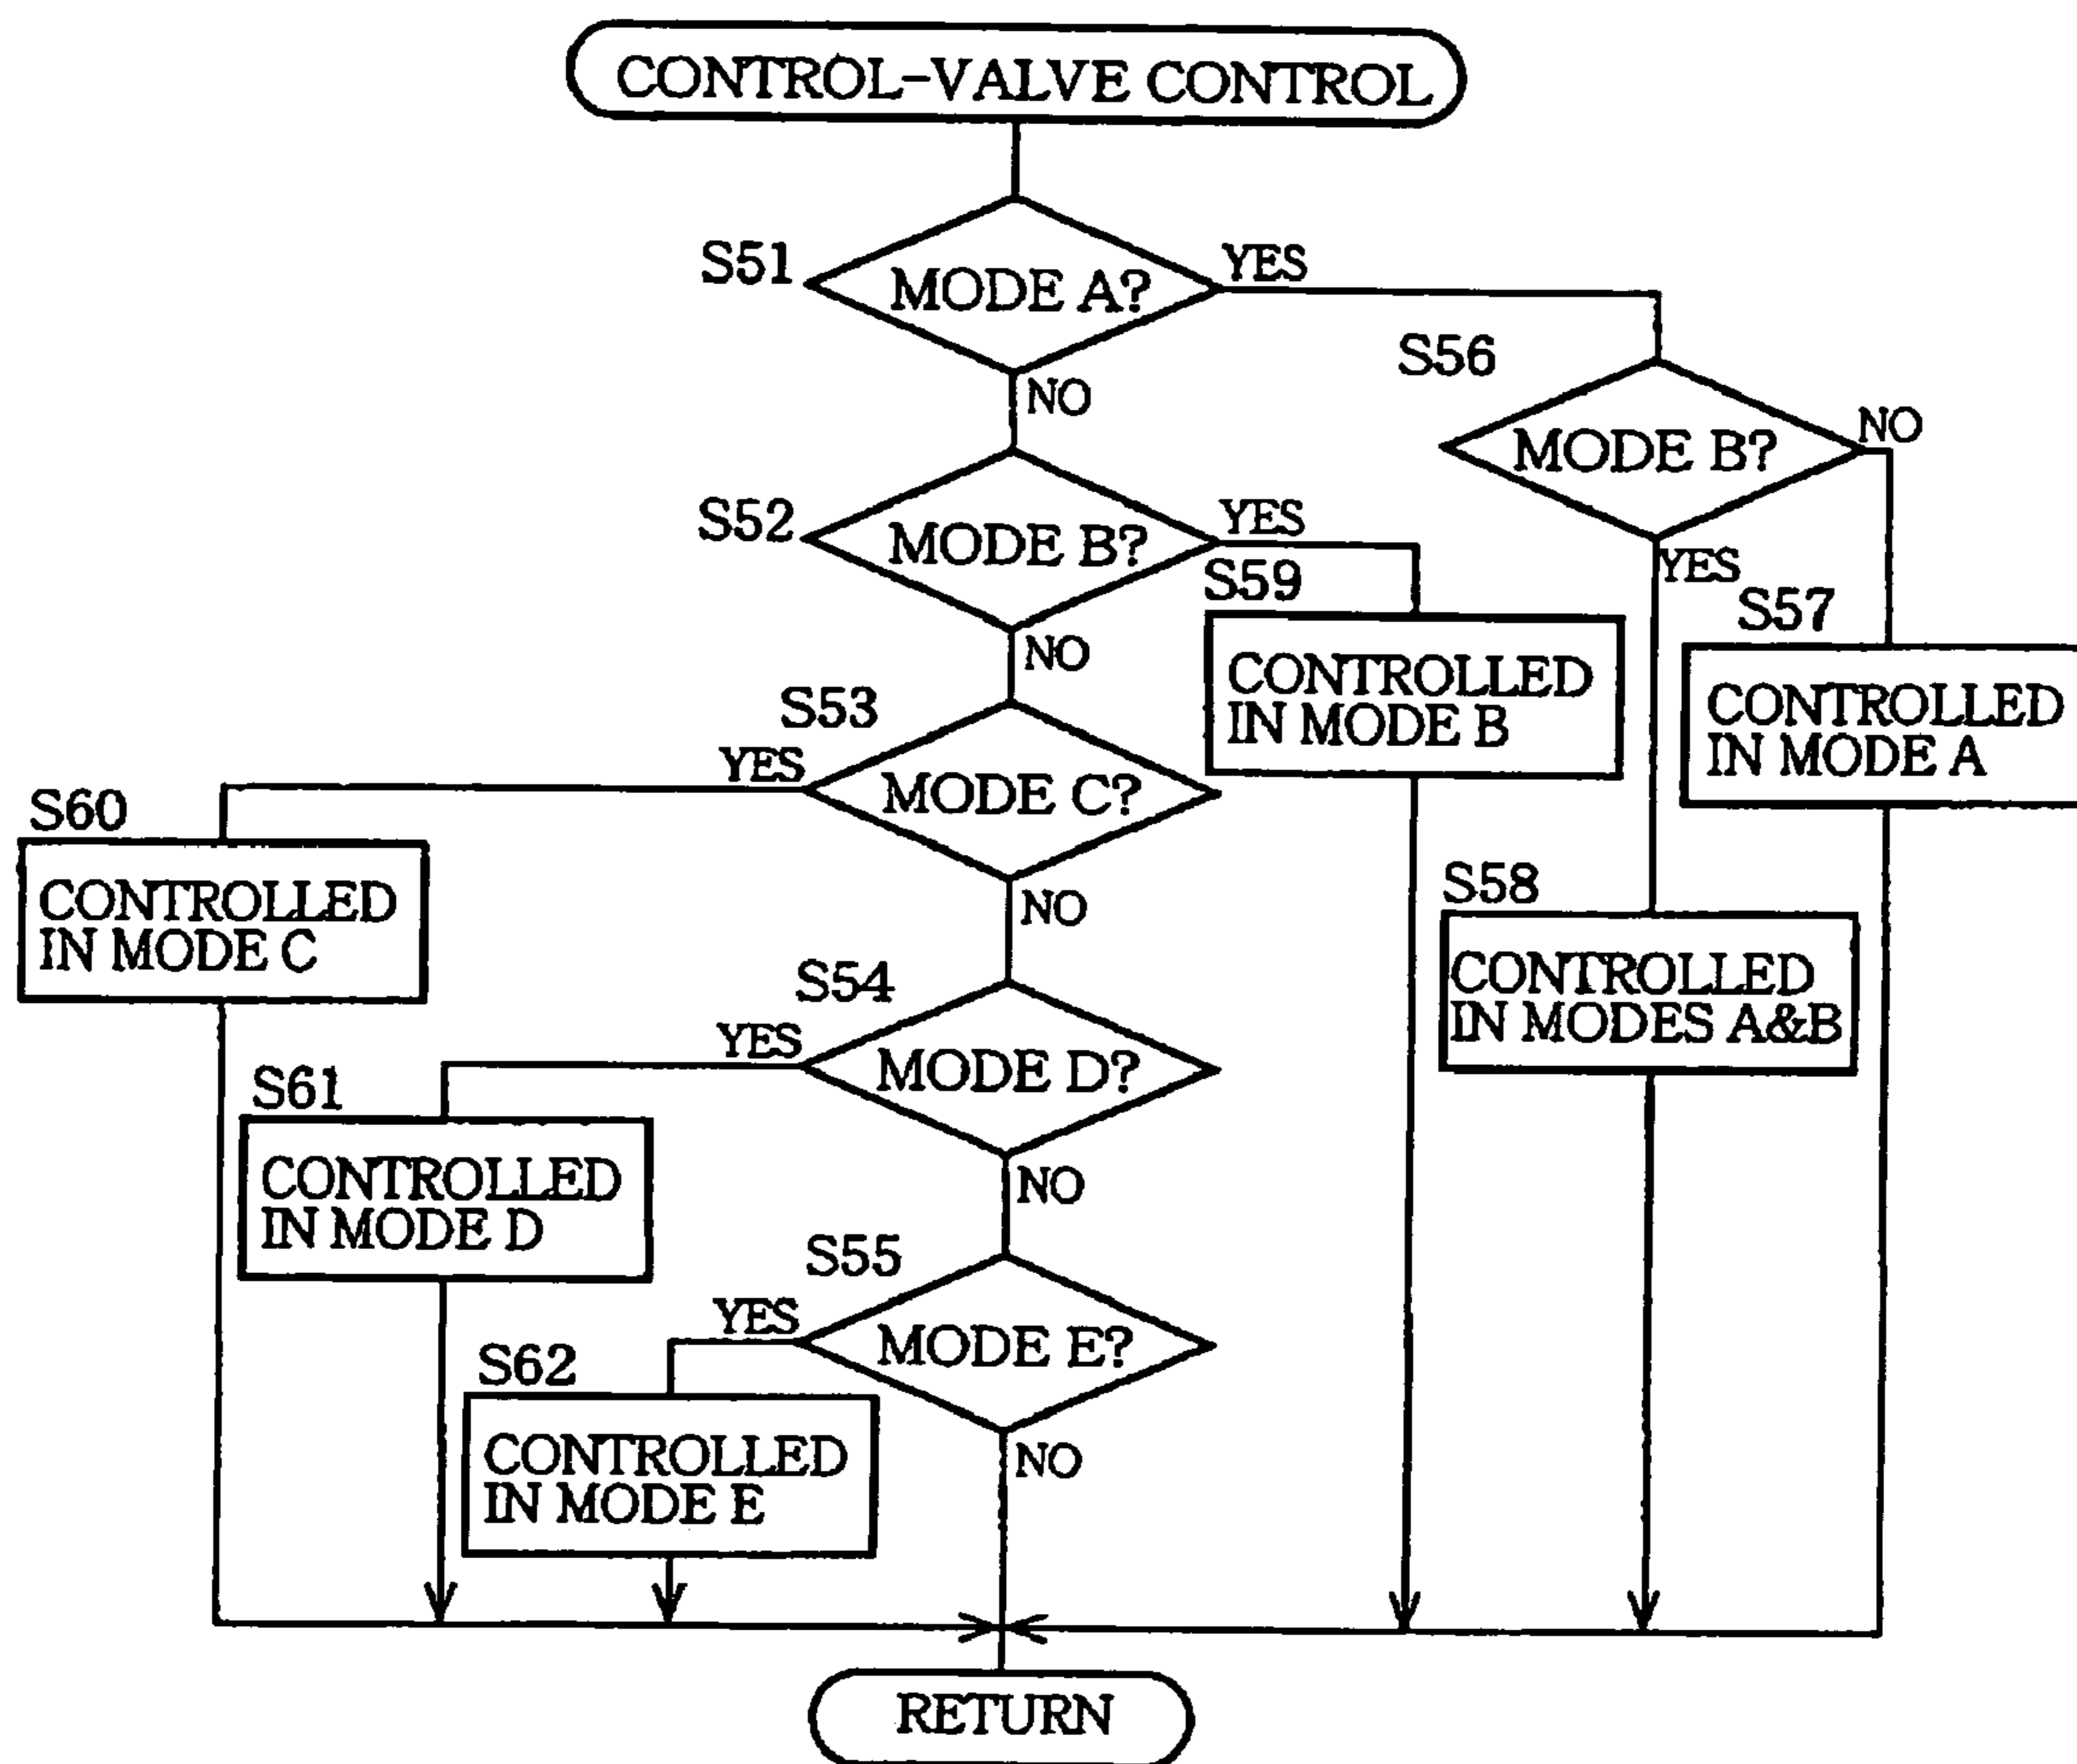 CONTROL-VALVE CONTROL
S51
MODE A?
YES
NO
S56
MODE B?
NO
YES
S52
MODE B?
YES
NO
S59
CONTROLLED
IN MODE B
S57
CONTROLLED
IN MODE A
S53
MODE C?
YES
NO
S60
CONTROLLED
IN MODE C
S58
CONTROLLED
IN MODES A&B
S54
MODE D?
YES
NO
S61
CONTROLLED
IN MODE D
S55
MODE E?
YES
NO
S62
CONTROLLED
IN MODE E
RETURN